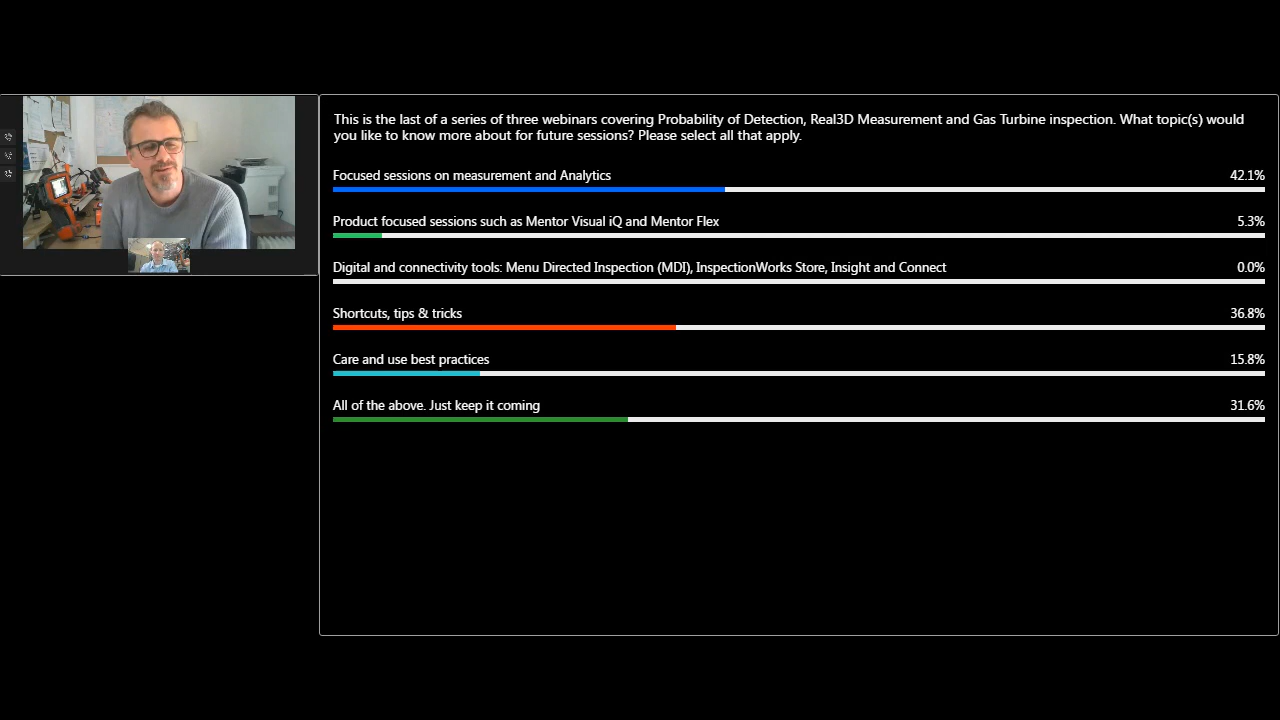 This is the last of a series of three webinars covering Probability of Detection, Real3D Measurement and Gas Turbine inspection. What topic(s) would
you like to know more about for future sessions? Please select all that apply.
Focused sessions on measurement and Analytics 42.1%
Product focused sessions such as Mentor Visual iQ and Mentor Flex 5.3%
Digital and connectivity tools: Menu Directed Inspection (MDI), InspectionWorks Store, Insight and Connect 0.0%
Shortcuts, tips & tricks 36.8%
Care and use best practices 15.8%
All of the above. Just keep it coming 31.6%